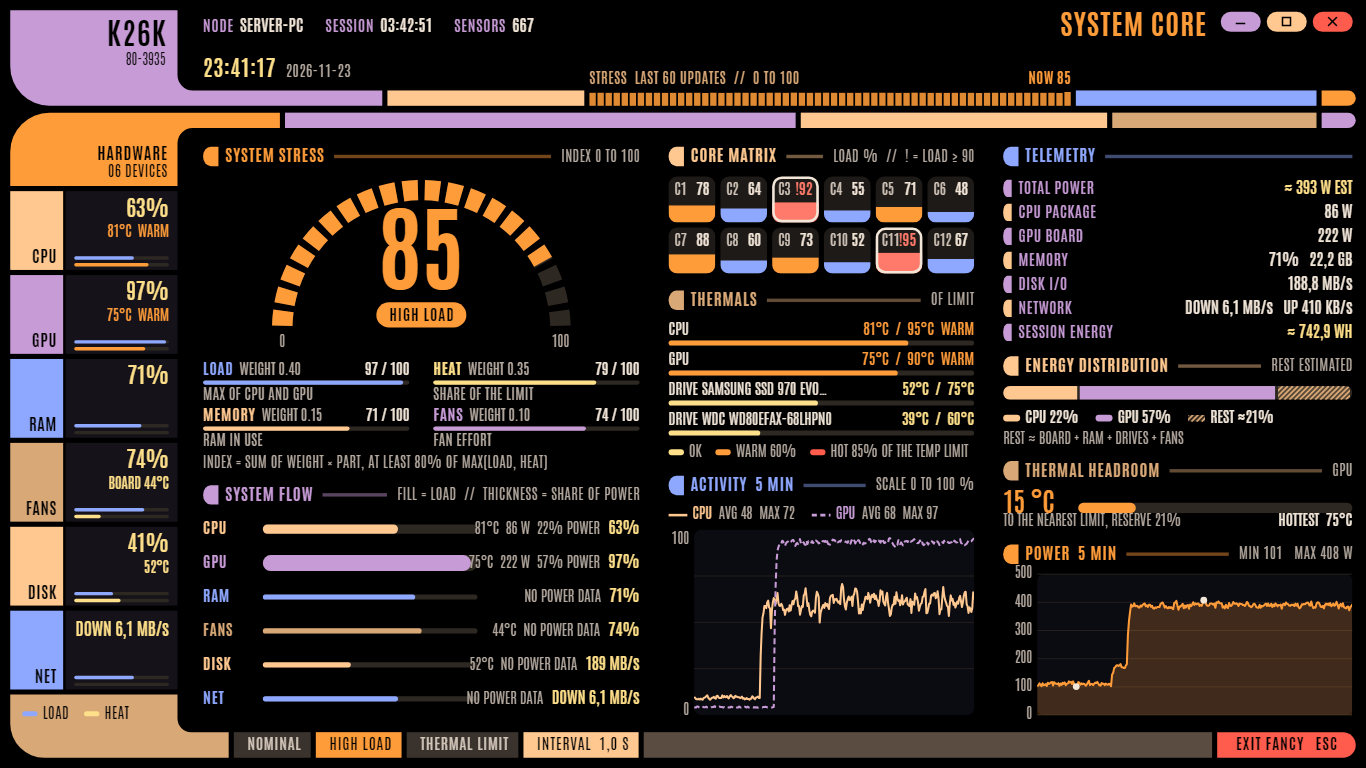 K26K
80-3935
NODE SERVER-PC SESSION 03:42:51 SENSORS 667
SYSTEM CORE
23:41:17 2026-11-23
STRESS LAST 60 UPDATES // 0 TO 100 NOW 85
HARDWARE
06 DEVICES
63%
81°C WARM
CPU
97%
75°C WARM
GPU
71%
RAM
74%
BOARD 44°C
FANS
41%
52°C
DISK
DOWN 6,1 MB/s
NET
LOAD HEAT
SYSTEM STRESS INDEX 0 TO 100
85
HIGH LOAD
0 100
LOAD WEIGHT 0.40 97 / 100
MAX OF CPU AND GPU
HEAT WEIGHT 0.35 79 / 100
SHARE OF THE LIMIT
MEMORY WEIGHT 0.15 71 / 100
RAM IN USE
FANS WEIGHT 0.10 74 / 100
FAN EFFORT
INDEX = SUM OF WEIGHT × PART, AT LEAST 80% OF MAX(LOAD, HEAT)
SYSTEM FLOW FILL = LOAD // THICKNESS = SHARE OF POWER
CPU 81°C 86 W 22% POWER 63%
GPU 75°C 222 W 57% POWER 97%
RAM NO POWER DATA 71%
FANS 44°C NO POWER DATA 74%
DISK 52°C NO POWER DATA 189 MB/s
NET NO POWER DATA DOWN 6,1 MB/s
CORE MATRIX LOAD % // ! = LOAD ≥ 90
C1 78 C2 64 C3 !92 C4 55 C5 71 C6 48
C7 88 C8 60 C9 73 C10 52 C11!95 C12 67
THERMALS OF LIMIT
CPU 81°C / 95°C WARM
GPU 75°C / 90°C WARM
DRIVE SAMSUNG SSD 970 EVO… 52°C / 75°C
DRIVE WDC WD80EFAX-68LHPN0 39°C / 60°C
OK WARM 60% HOT 85% OF THE TEMP LIMIT
ACTIVITY 5 MIN SCALE 0 TO 100 %
CPU AVG 48 MAX 72 GPU AVG 68 MAX 97
100
0
TELEMETRY
TOTAL POWER ≈ 393 W EST
CPU PACKAGE 86 W
GPU BOARD 222 W
MEMORY 71% 22,2 GB
DISK I/O 188,8 MB/s
NETWORK DOWN 6,1 MB/s UP 410 KB/s
SESSION ENERGY ≈ 742,9 WH
ENERGY DISTRIBUTION REST ESTIMATED
CPU 22% GPU 57% REST ≈21%
REST ≈ BOARD + RAM + DRIVES + FANS
THERMAL HEADROOM GPU
15 °C
TO THE NEAREST LIMIT, RESERVE 21% HOTTEST 75°C
POWER 5 MIN MIN 101 MAX 408 W
500
400
300
200
100
0
NOMINAL HIGH LOAD THERMAL LIMIT INTERVAL 1,0 S EXIT FANCY ESC